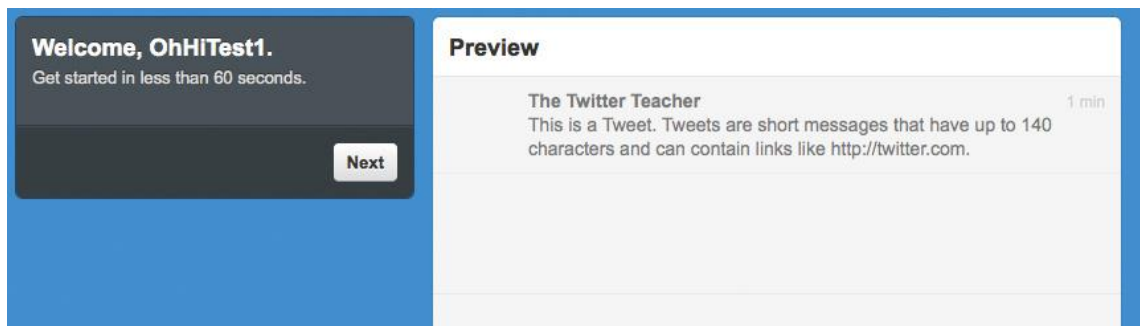 Welcome, OhHiTest1.
Get started in less than 60 seconds.
Next
Preview
The Twitter Teacher
1 min
This is a Tweet. Tweets are short messages that have up to 140
characters and can contain links like http://twitter.com.